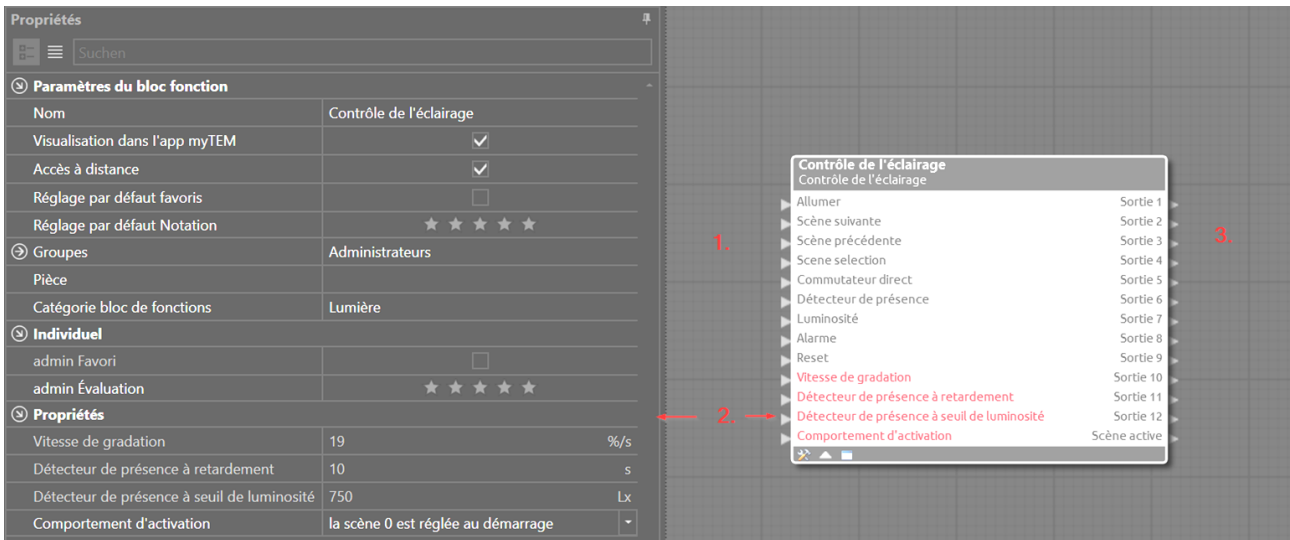 Propriétés
Suchen
Paramètres du bloc fonction
Nom Contrôle de l'éclairage
Visualisation dans l'app myTEM
Accès à distance
Réglage par défaut favoris
Réglage par défaut Notation
Groupes Administrateurs
Pièce
Catégorie bloc de fonctions Lumière
Individuel
admin Favori
admin Évaluation
Propriétés
Vitesse de gradation 19 %/s
Détecteur de présence à retardement 10 s
Détecteur de présence à seuil de luminosité 750 Lx
Comportement d'activation la scène 0 est réglée au démarrage
1.
2.
Contrôle de l'éclairage
Contrôle de l'éclairage
Allumer Sortie 1
Scène suivante Sortie 2
Scène précédente Sortie 3
Scene selection Sortie 4
Commutateur direct Sortie 5
Détecteur de présence Sortie 6
Luminosité Sortie 7
Alarme Sortie 8
Reset Sortie 9
Vitesse de gradation Sortie 10
Détecteur de présence à retardement Sortie 11
Détecteur de présence à seuil de luminosité Sortie 12
Comportement d'activation Scène active
3.